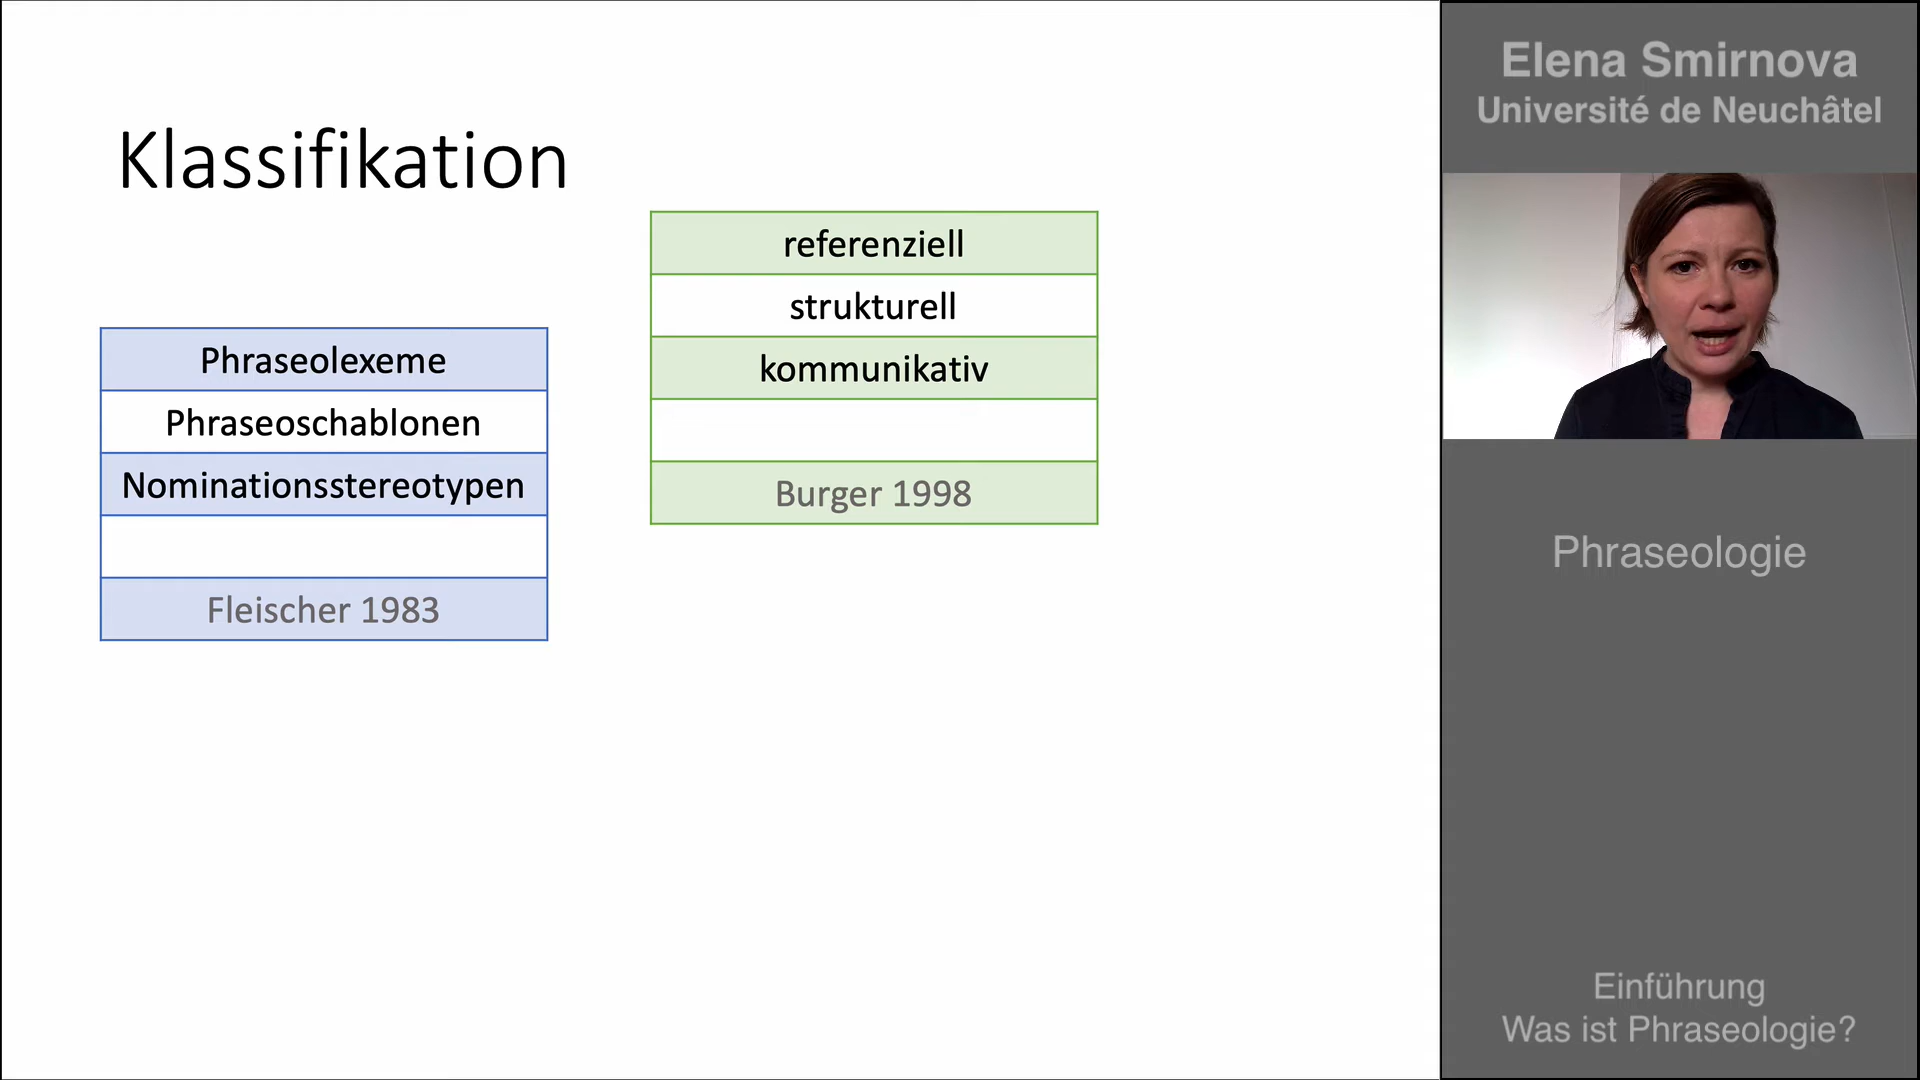 Klassifikation
Phraseolexeme
Phraseoschablonen
Nominationsstereotypen
Fleischer 1983
referenziell
strukturell
kommunikativ
Burger 1998
Elena Smirnova
Université de Neuchâtel
Phraseologie
Einführung
Was ist Phraseologie?